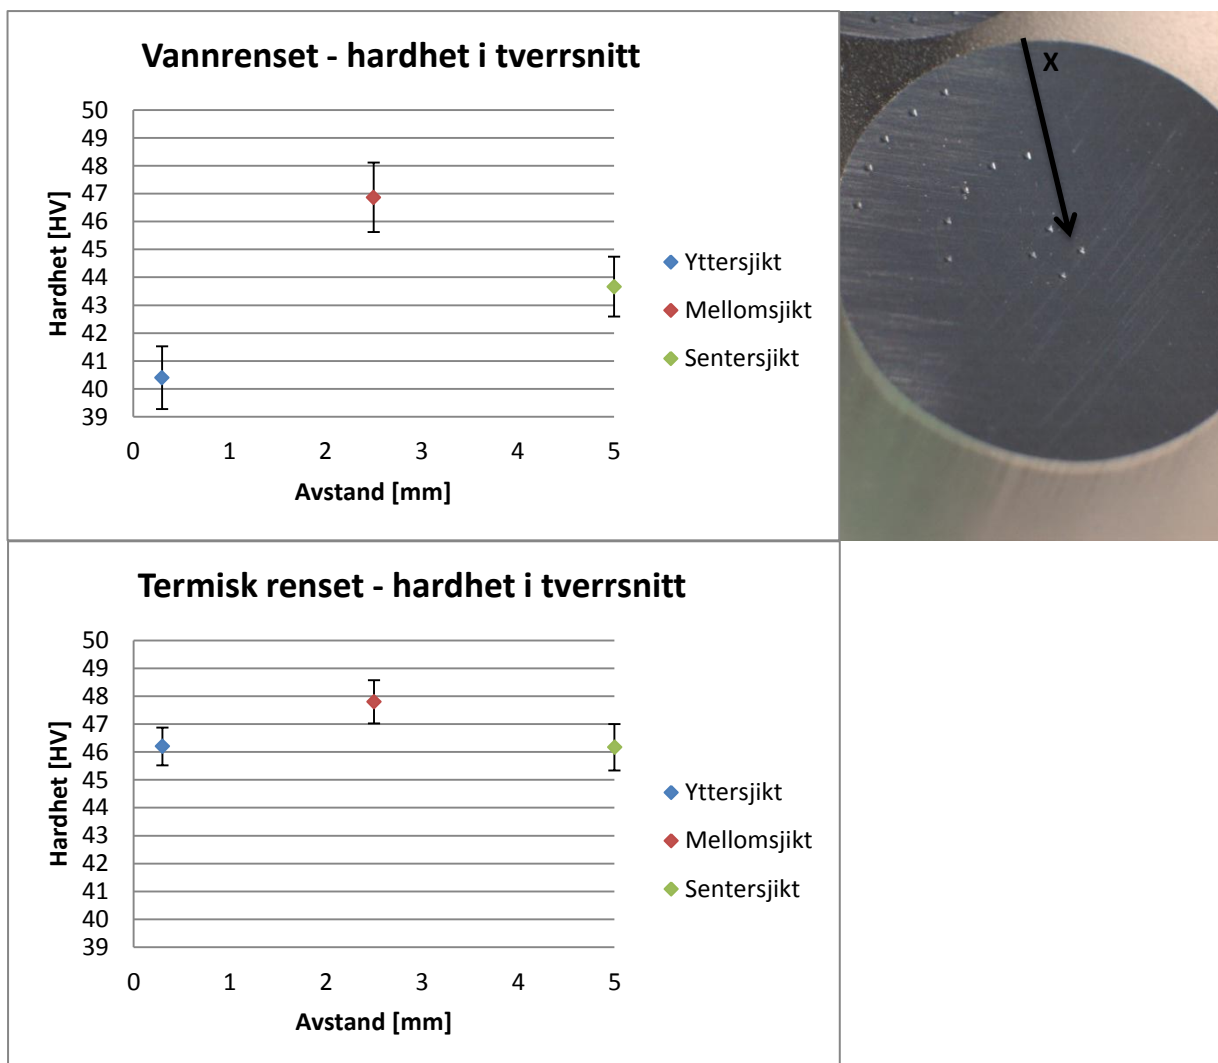 Vannrenset - hardhet i tverrsnitt
50
49
48
47
46
45
44
43
42
41
40
39
Hardhet [HV]
0 1 2 3 4 5
Avstand [mm]
Yttersjikt
Mellomsjikt
Sentersjikt
X
Termisk renset - hardhet i tverrsnitt
50
49
48
47
46
45
44
43
42
41
40
39
Hardhet [HV]
0 1 2 3 4 5
Avstand [mm]
Yttersjikt
Mellomsjikt
Sentersjikt